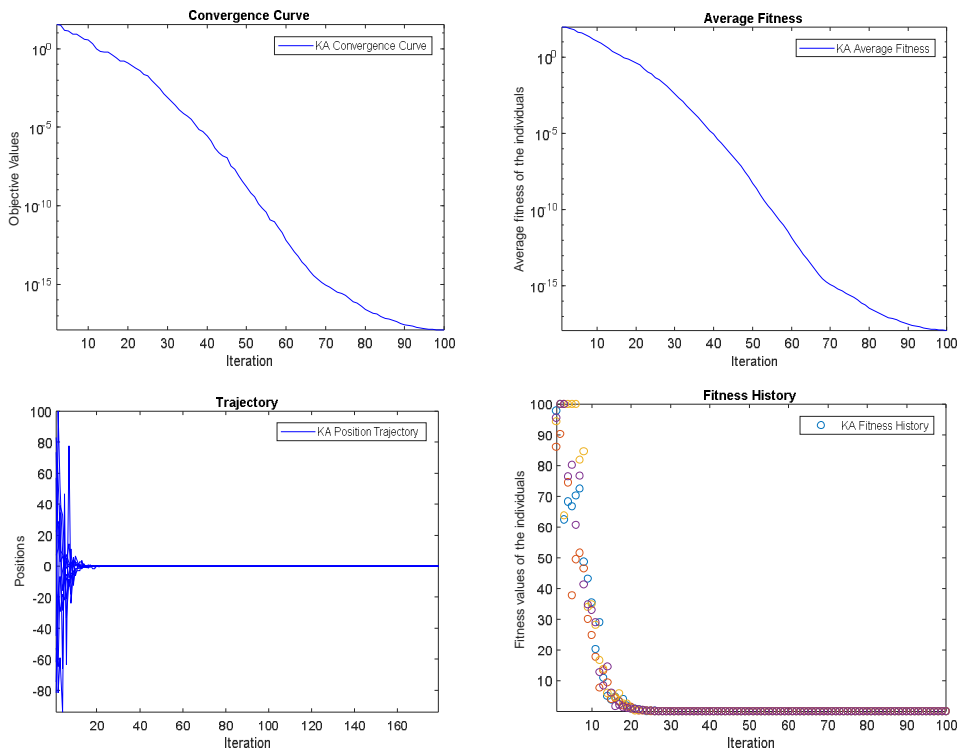 Convergence Curve
KA Convergence Curve
10^0
10^-5
10^-10
10^-15
Objective Values
10 20 30 40 50 60 70 80 90 100
Iteration
Average Fitness
KA Average Fitness
10^0
10^-5
10^-10
10^-15
Average fitness of the individuals
10 20 30 40 50 60 70 80 90 100
Iteration
Trajectory
KA Position Trajectory
100
80
60
40
20
0
-20
-40
-60
-80
Positions
20 40 60 80 100 120 140 160
Iteration
Fitness History
KA Fitness History
100
90
80
70
60
50
40
30
20
10
Fitness values of the individuals
10 20 30 40 50 60 70 80 90 100
Iteration